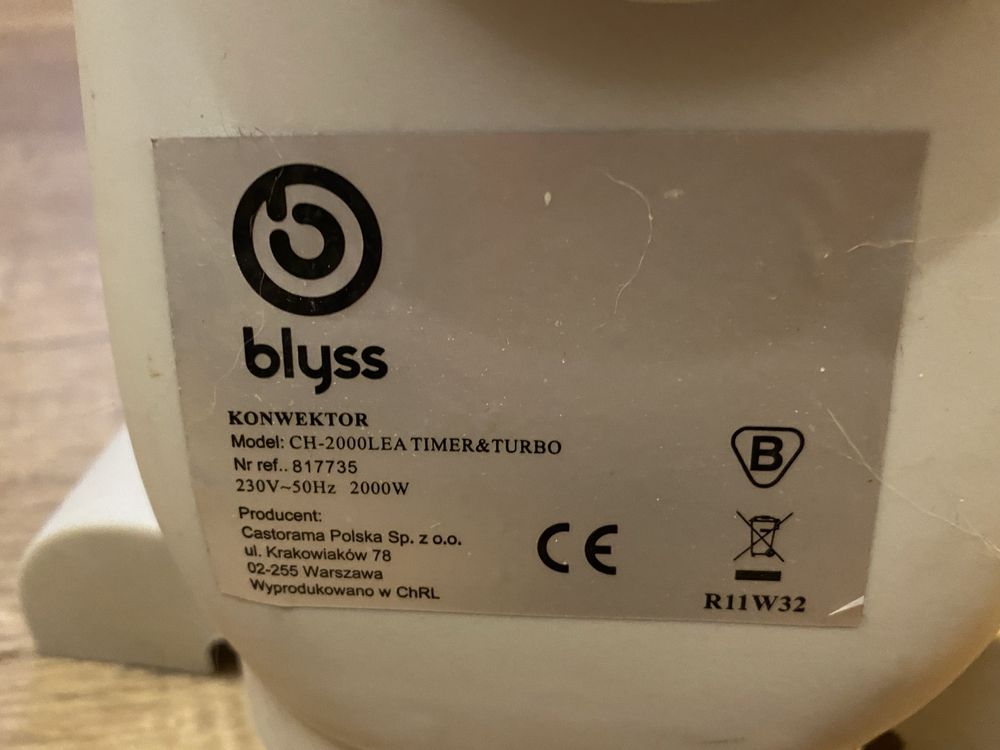 blyss
KONWEKTOR
Model: CH-2000LEA TIMER&TURBO
Nr ref.. 817735
230V~50Hz 2000W
Producent:
Castorama Polska Sp. z o.o.
ul. Krakowiaków 78
02-255 Warszawa
Wyprodukowano w ChRL
CE
B
R11W32